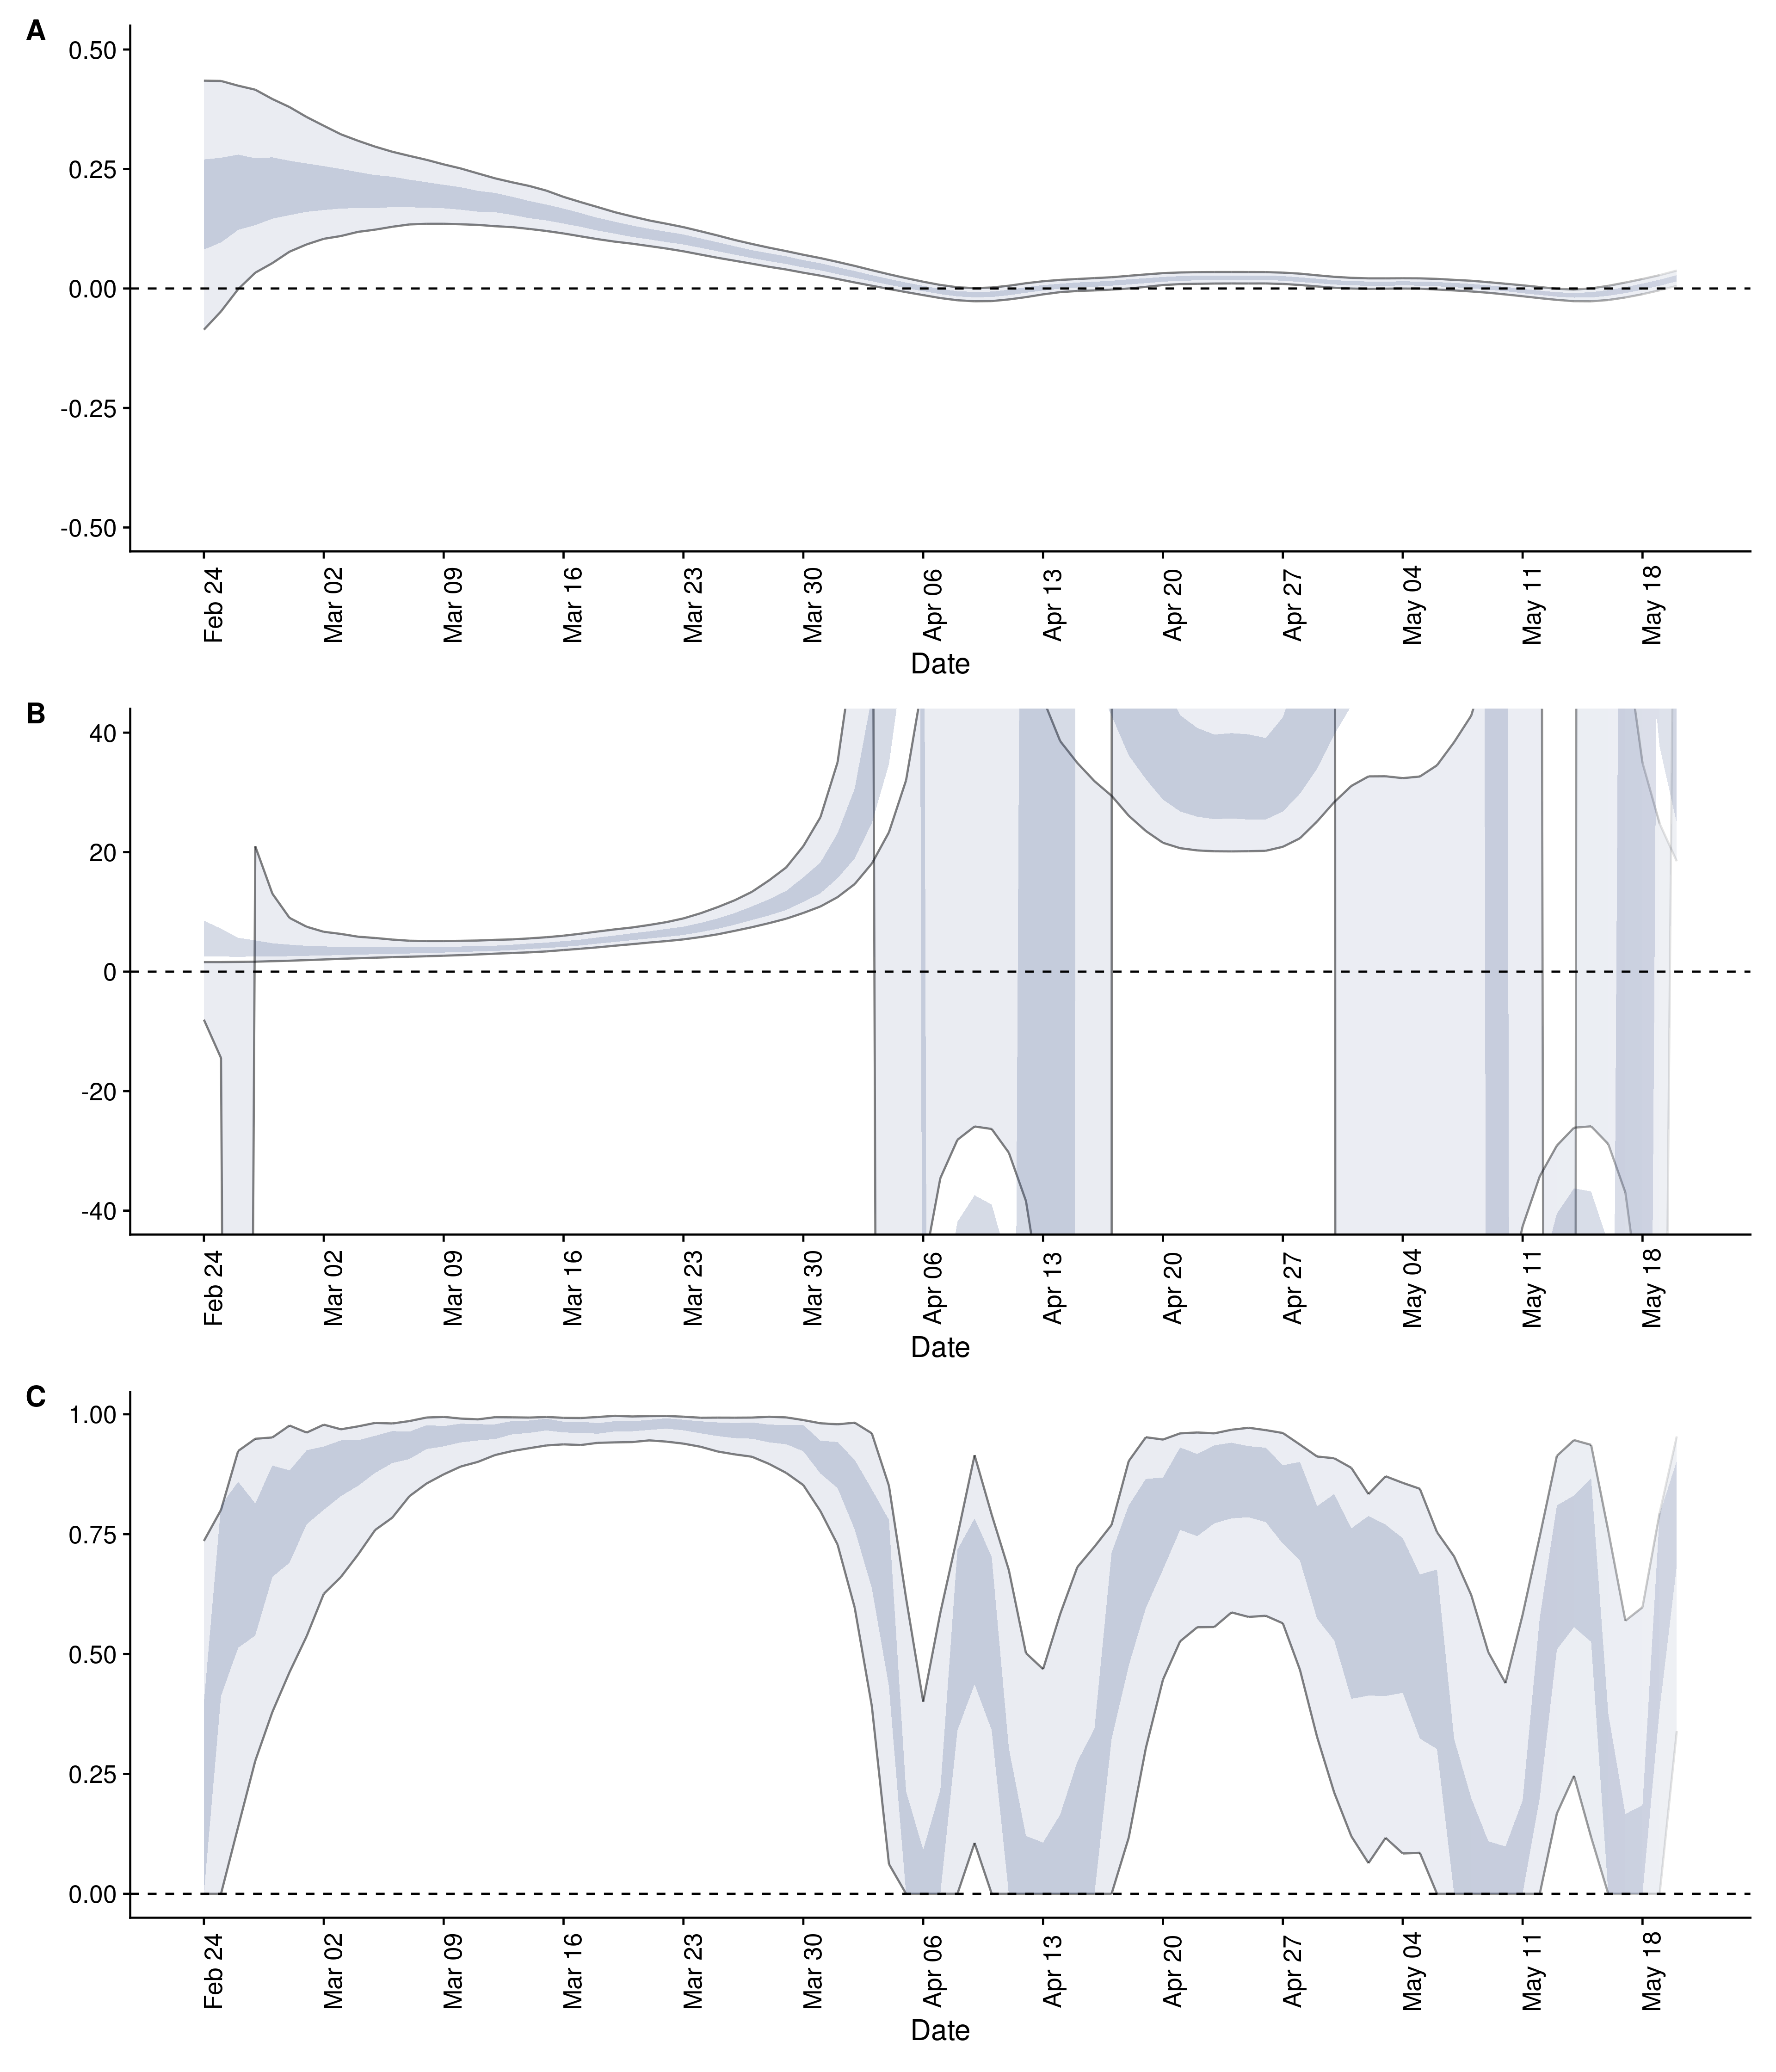 A
0.50
0.25
0.00
-0.25
-0.50
Feb 24
Mar 02
Mar 09
Mar 16
Mar 23
Mar 30
Apr 06
Apr 13
Apr 20
Apr 27
May 04
May 11
May 18
Date
B
40
20
0
-20
-40
Feb 24
Mar 02
Mar 09
Mar 16
Mar 23
Mar 30
Apr 06
Apr 13
Apr 20
Apr 27
May 04
May 11
May 18
Date
C
1.00
0.75
0.50
0.25
0.00
Feb 24
Mar 02
Mar 09
Mar 16
Mar 23
Mar 30
Apr 06
Apr 13
Apr 20
Apr 27
May 04
May 11
May 18
Date